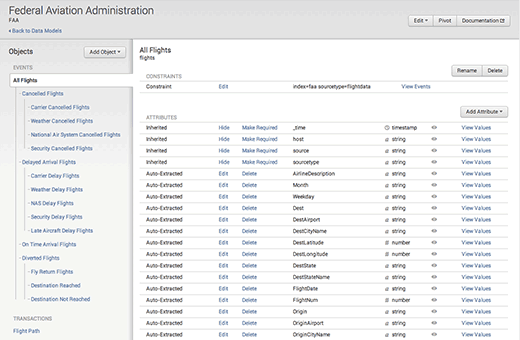 Federal Aviation Administration
FAA
Back to Data Models
Edit Pivot Documentation
Objects Add Object
EVENTS
All Flights
Cancelled Flights
Carrier Cancelled Flights
Weather Cancelled Flights
National Air System Cancelled Flights
Security Cancelled Flights
Delayed Arrival Flights
Carrier Delay Flights
Weather Delay Flights
NAS Delay Flights
Security Delay Flights
Late Aircraft Delay Flights
On Time Arrival Flights
Diverted Flights
Fly Return Flights
Destination Reached
Destination Not Reached
TRANSACTIONS
Flight Path
All Flights
flights
Rename Delete
CONSTRAINTS
Constraint Edit index=faa sourcetype=flightdata View Events
Add Attribute
ATTRIBUTES
Inherited Hide Make Required _time timestamp View Values
Inherited Hide Make Required host a string View Values
Inherited Hide Make Required source a string View Values
Inherited Hide Make Required sourcetype a string View Values
Auto-Extracted Edit Delete AirlineDescription a string View Values
Auto-Extracted Edit Delete Month a string View Values
Auto-Extracted Edit Delete Weekday a string View Values
Auto-Extracted Edit Delete Dest a string View Values
Auto-Extracted Edit Delete DestAirport a string View Values
Auto-Extracted Edit Delete DestCityName a string View Values
Auto-Extracted Edit Delete DestLatitude # number View Values
Auto-Extracted Edit Delete DestLongitude # number View Values
Auto-Extracted Edit Delete DestState a string View Values
Auto-Extracted Edit Delete DestStateName a string View Values
Auto-Extracted Edit Delete FlightDate a string View Values
Auto-Extracted Edit Delete FlightNum # number View Values
Auto-Extracted Edit Delete Origin a string View Values
Auto-Extracted Edit Delete OriginAirport a string View Values
Auto-Extracted Edit Delete OriginCityName a string View Values